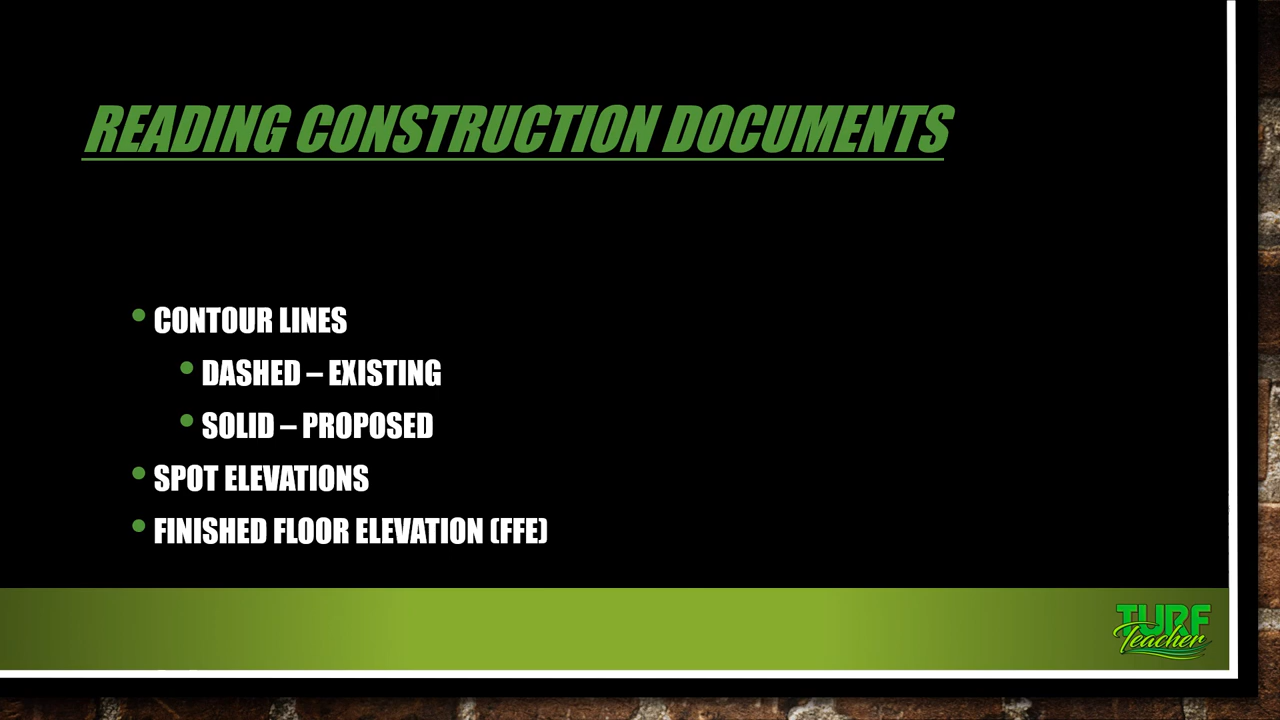 READING CONSTRUCTION DOCUMENTS
• CONTOUR LINES
• DASHED – EXISTING
• SOLID – PROPOSED
• SPOT ELEVATIONS
• FINISHED FLOOR ELEVATION (FFE)
TURF
Teacher